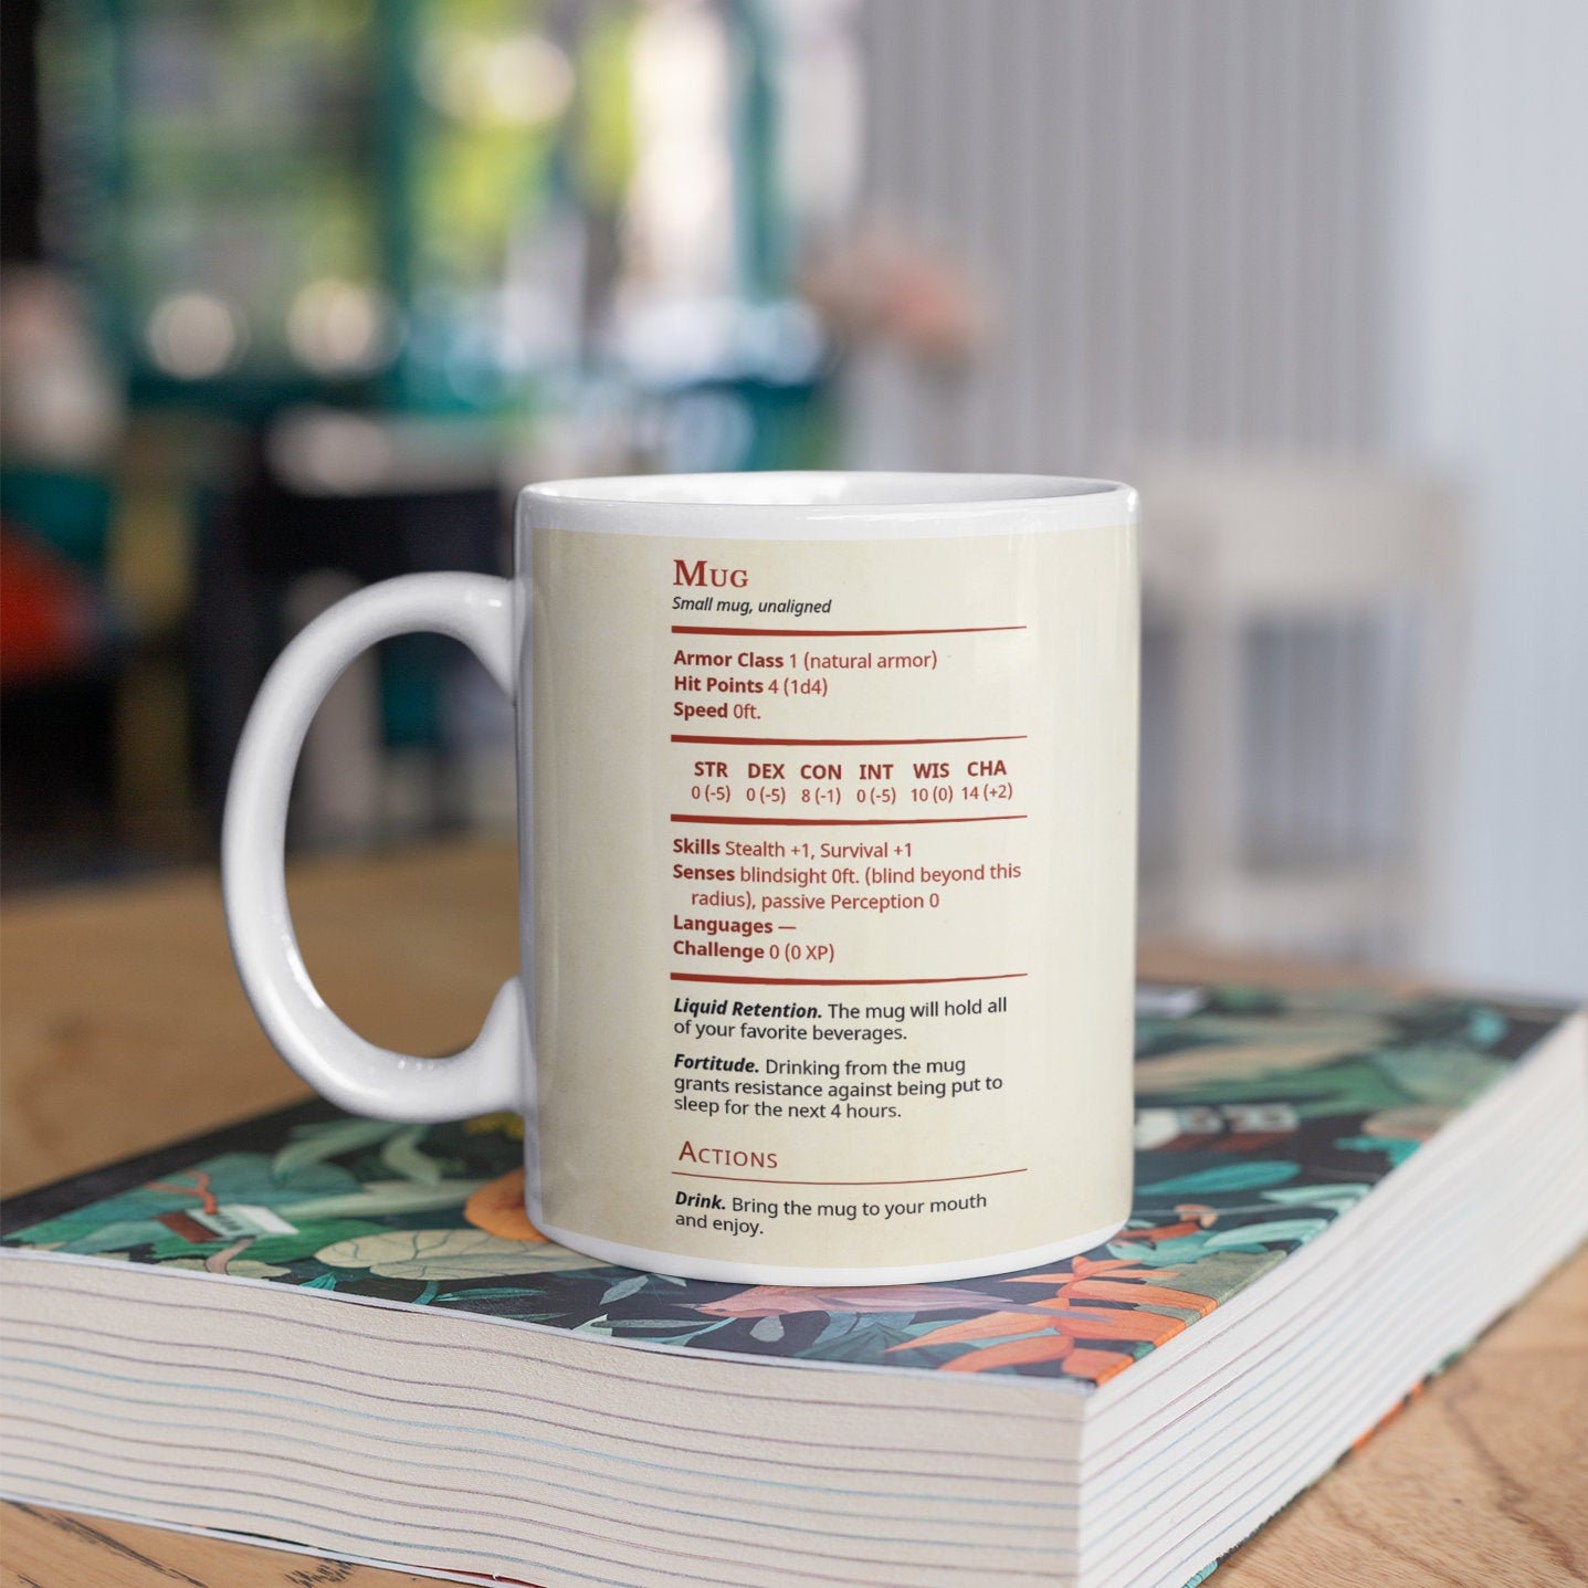 MUG
Small mug, unaligned
Armor Class 1 (natural armor)
Hit Points 4 (1d4)
Speed 0ft.
STR DEX CON INT WIS CHA
0 (-5) 0 (-5) 8 (-1) 0 (-5) 10 (0) 14 (+2)
Skills Stealth +1, Survival +1
Senses blindsight 0ft. (blind beyond this
radius), passive Perception 0
Languages —
Challenge 0 (0 XP)
Liquid Retention. The mug will hold all
of your favorite beverages.
Fortitude. Drinking from the mug
grants resistance against being put to
sleep for the next 4 hours.
ACTIONS
Drink. Bring the mug to your mouth
and enjoy.